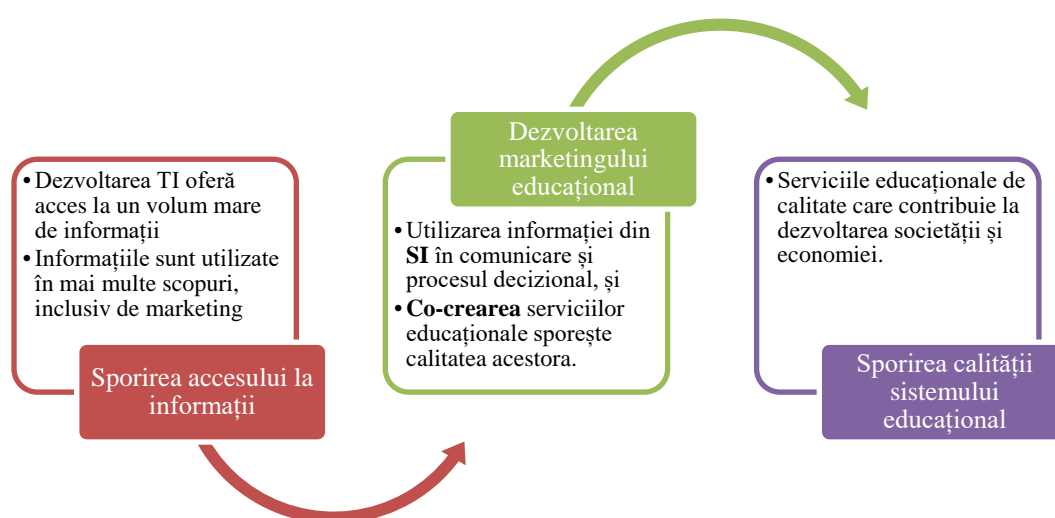 • Dezvoltarea TI oferă
acces la un volum mare
de informații
• Informațiile sunt utilizate
în mai multe scopuri,
inclusiv de marketing
Sporirea accesului la
informații
Dezvoltarea
marketingului
educațional
• Utilizarea informației din
SI în comunicare și
procesul decizional, și
• Co-crearea serviciilor
educaționale sporește
calitatea acestora.
• Serviciile educaționale de
calitate care contribuie la
dezvoltarea societății și
economiei.
Sporirea calității
sistemului
educațional